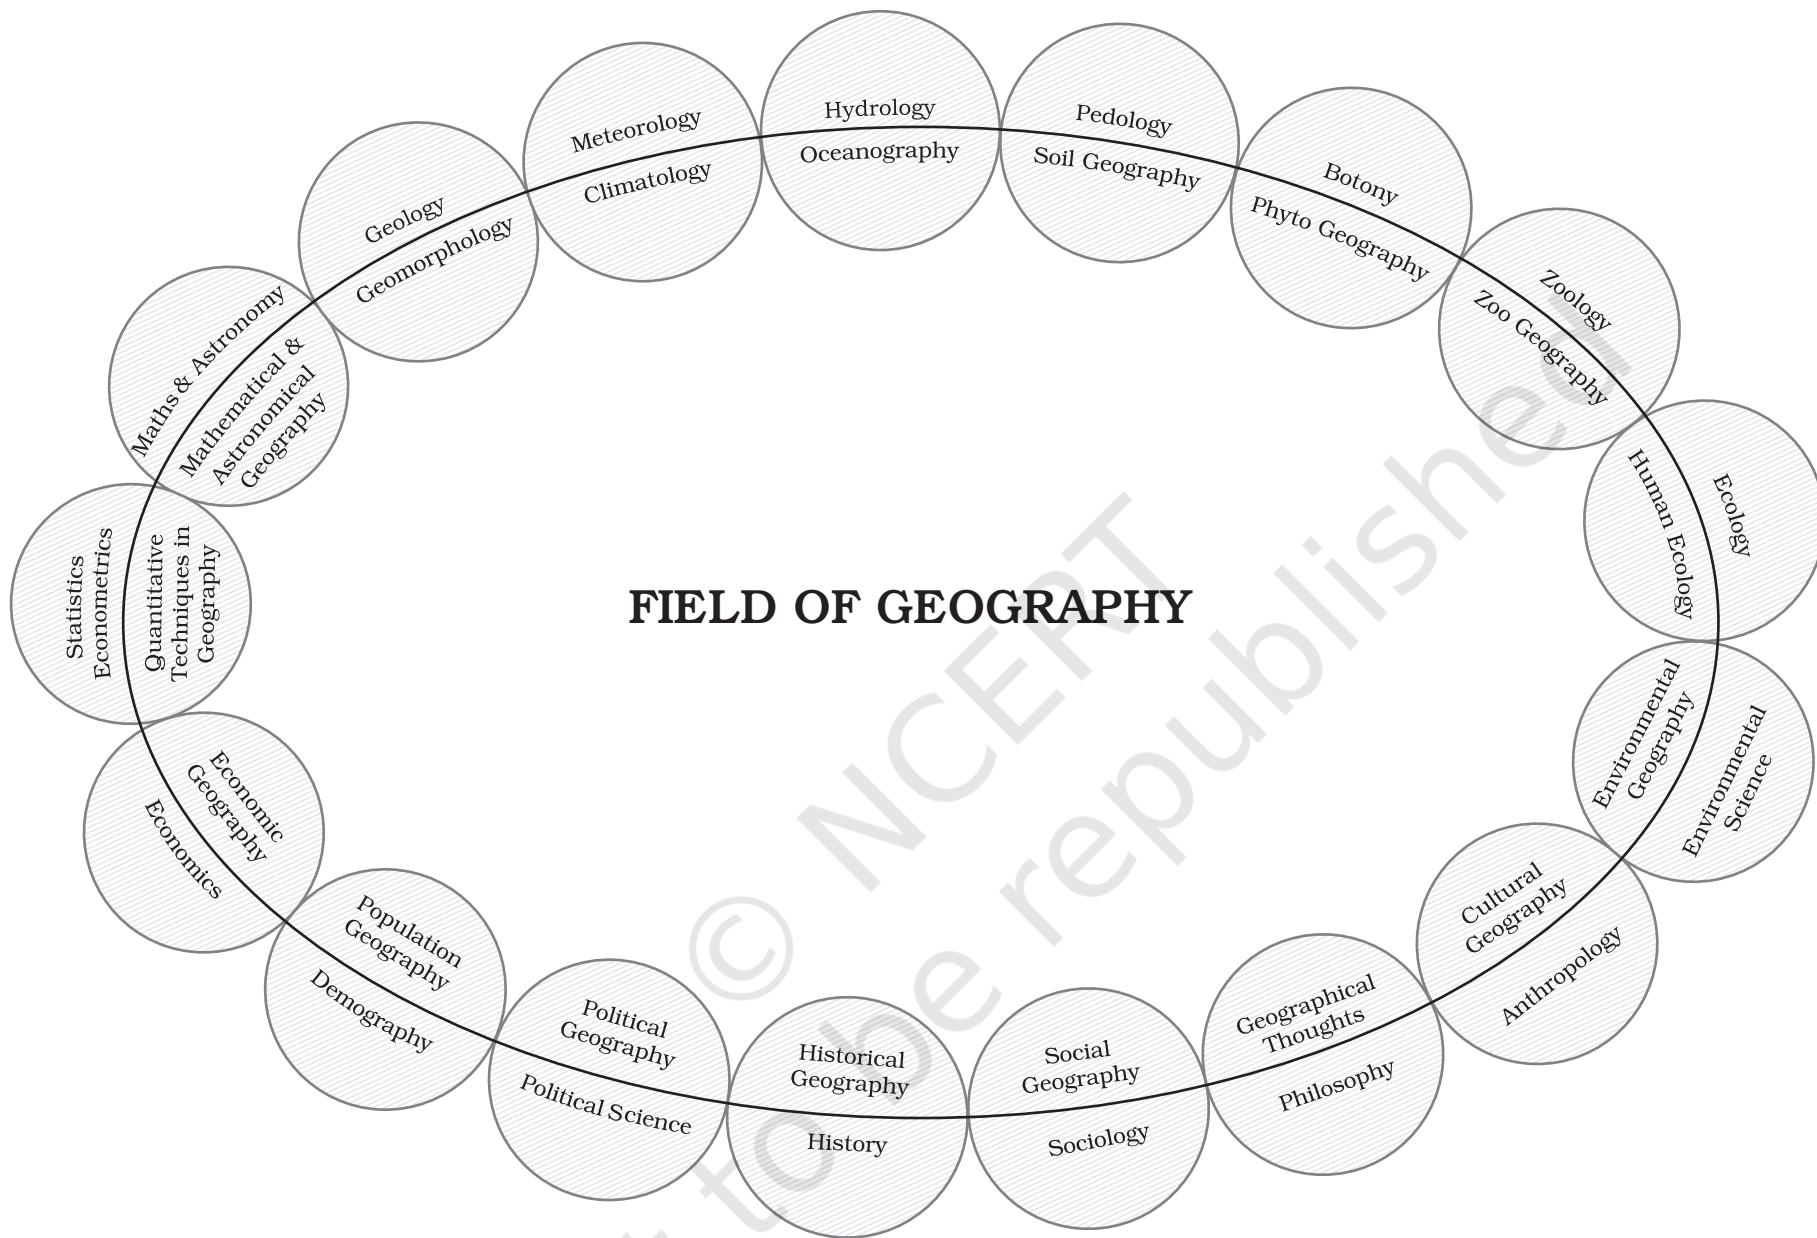 Hydrology
Oceanography
Pedology
Soil Geography
Botony
Phyto Geography
Zoology
Zoo Geography
Ecology
Human Ecology
Environmental
Geography
Environmental
Science
Cultural
Geography
Anthropology
Geographical
Thoughts
Philosophy
Social
Geography
Sociology
Historical
Geography
History
Political
Geography
Political Science
Population
Geography
Demography
Economic
Geography
Economics
Statistics
Econometrics
Quantitative
Techniques in
Geography
Maths & Astronomy
Mathematical &
Astronomical
Geography
Geology
Geomorphology
Meteorology
Climatology
FIELD OF GEOGRAPHY
© NCERT
to be republished